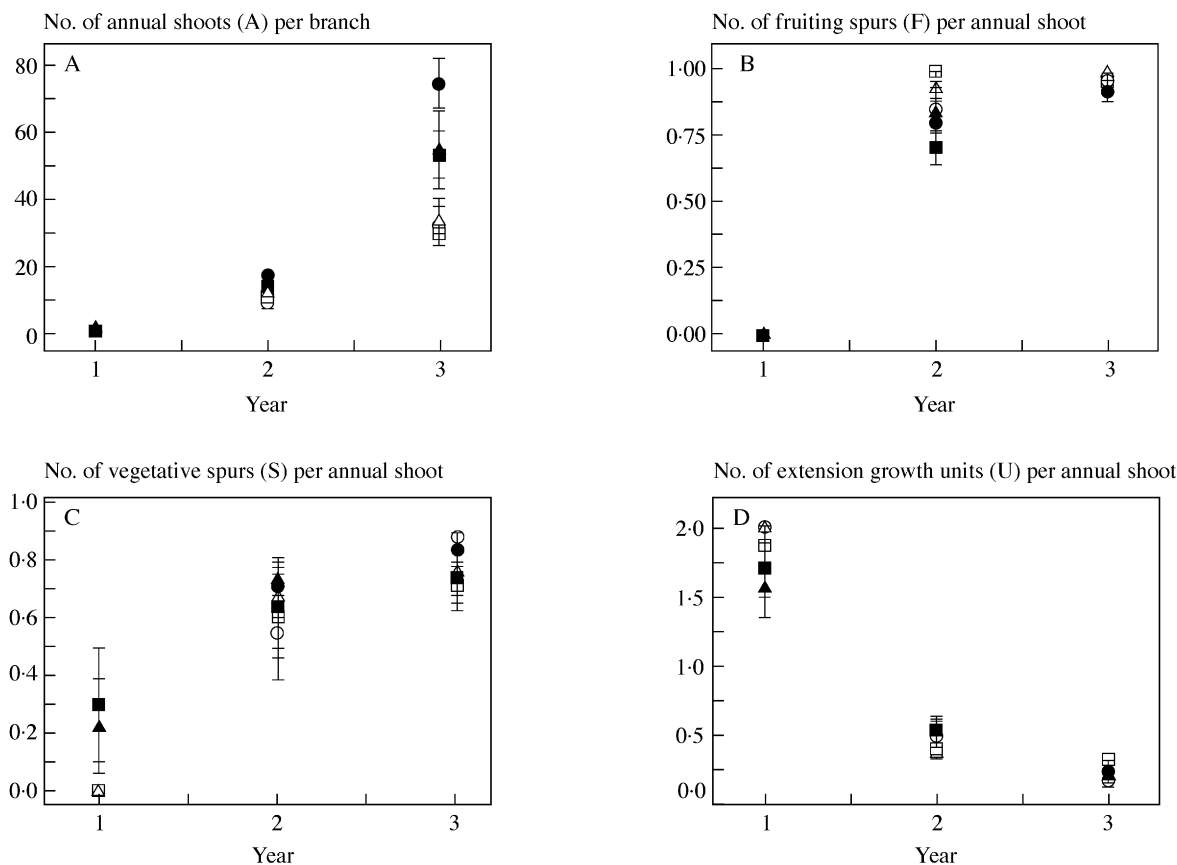 No. of annual shoots (A) per branch
A
80
60
40
20
0
1 2 3
Year
No. of fruiting spurs (F) per annual shoot
B
1·00
0·75
0·50
0·25
0·00
1 2 3
Year
No. of vegetative spurs (S) per annual shoot
C
1·0
0·8
0·6
0·4
0·2
0·0
1 2 3
Year
No. of extension growth units (U) per annual shoot
D
2·0
1·5
1·0
0·5
0·0
1 2 3
Year